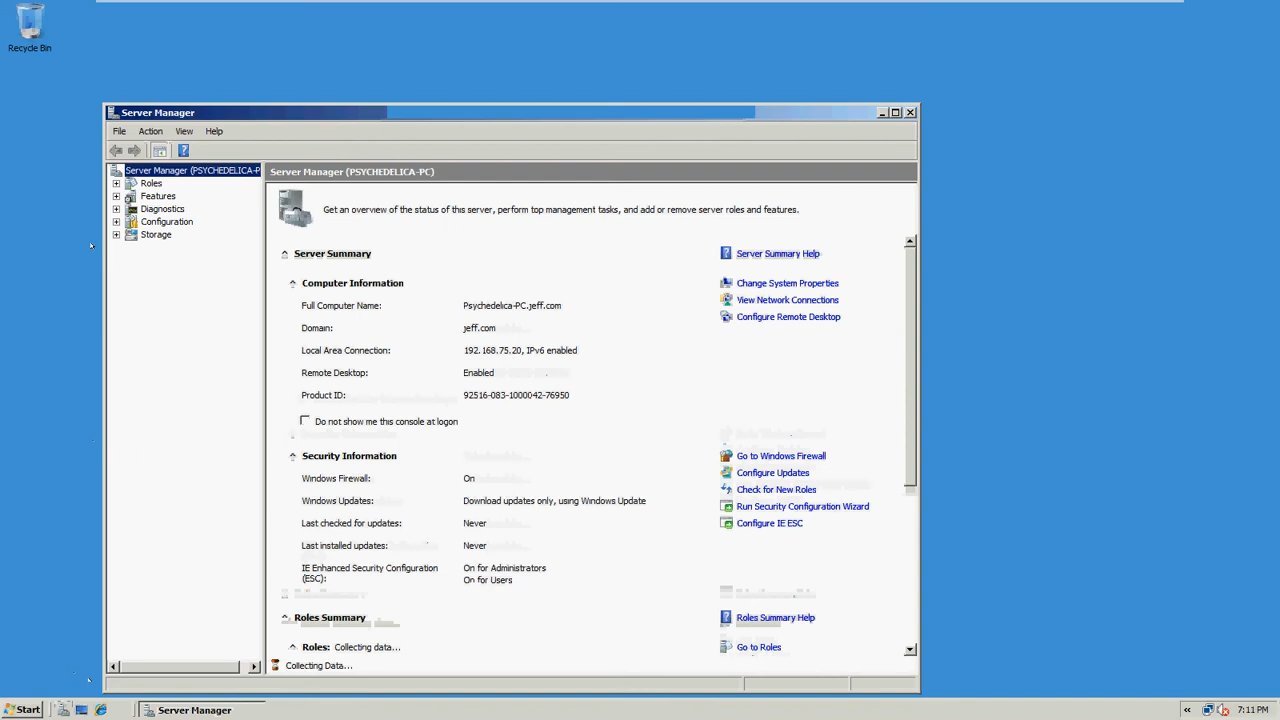 Recycle Bin
Server Manager
File Action View Help
Server Manager (PSYCHEDELICA-P
Roles
Features
Diagnostics
Configuration
Storage
Server Manager (PSYCHEDELICA-PC)
Get an overview of the status of this server, perform top management tasks, and add or remove server roles and features.
Server Summary
Server Summary Help
Computer Information
Change System Properties
View Network Connections
Configure Remote Desktop
Full Computer Name: Psychedelica-PC.jeff.com
Domain: jeff.com
Local Area Connection: 192.168.75.20, IPv6 enabled
Remote Desktop: Enabled
Product ID: 92516-083-1000042-76950
Do not show me this console at logon
Security Information
Go to Windows Firewall
Configure Updates
Check for New Roles
Run Security Configuration Wizard
Configure IE ESC
Windows Firewall: On
Windows Updates: Download updates only, using Windows Update
Last checked for updates: Never
Last installed updates: Never
IE Enhanced Security Configuration (ESC): On for Administrators
On for Users
Roles Summary
Roles Summary Help
Roles: Collecting data...
Go to Roles
Collecting Data...
Start
Server Manager
7:11 PM